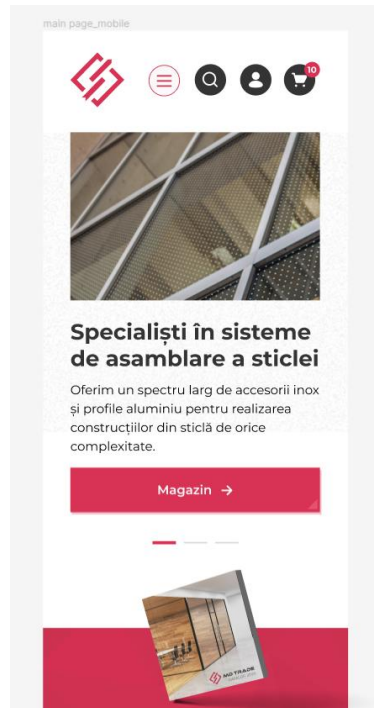 main page_mobile
10
Specialiști în sisteme
de asamblare a sticlei
Oferim un spectru larg de accesorii inox
și profile aluminiu pentru realizarea
construcțiilor din sticlă de orice
complexitate.
Magazin →
MD TRADE